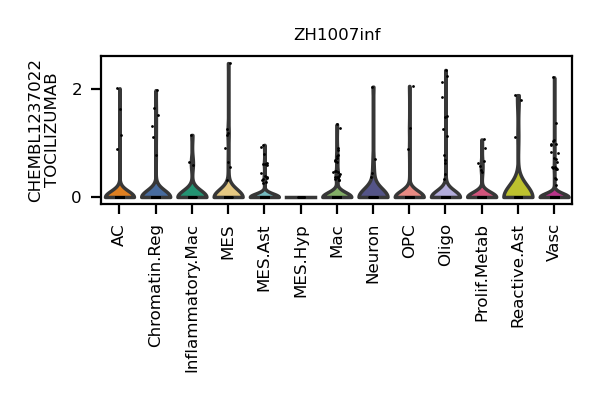 ZH1007inf
CHEMBL1237022
TOCILIZUMAB
2
0
AC
Chromatin.Reg
Inflammatory.Mac
MES
MES.Ast
MES.Hyp
Mac
Neuron
OPC
Oligo
Prolif.Metab
Reactive.Ast
Vasc